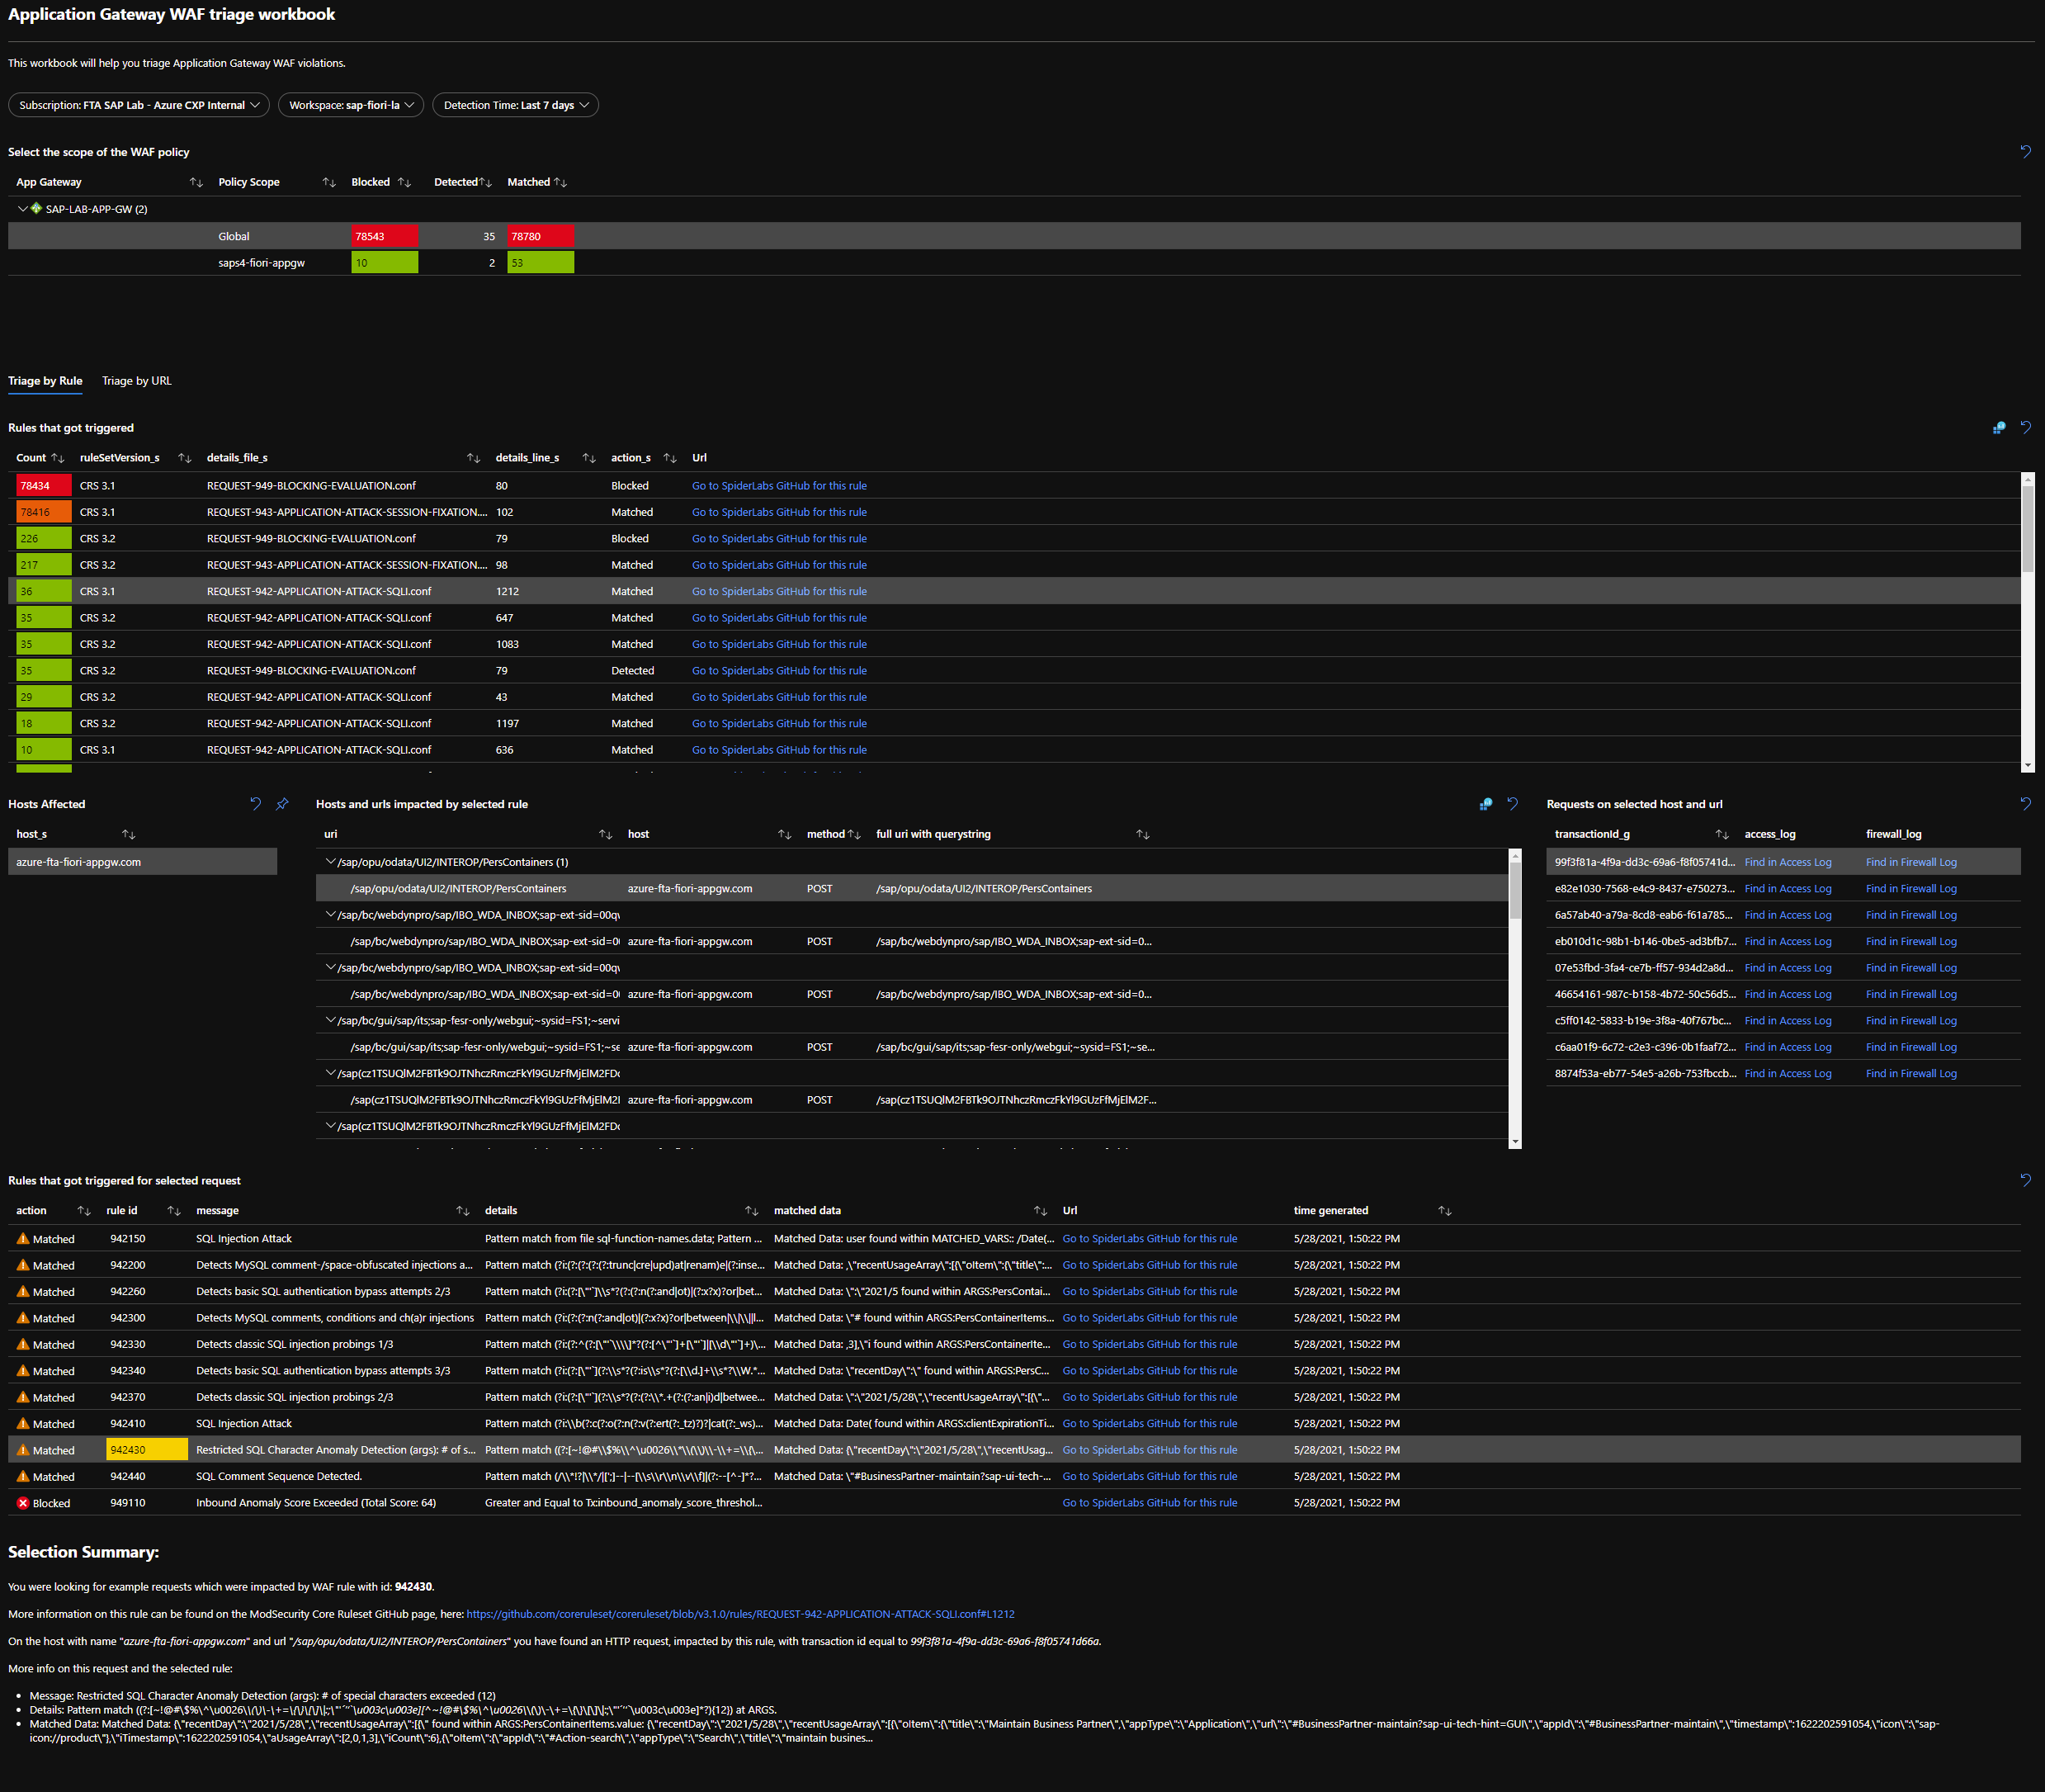 Application Gateway WAF triage workbook
This workbook will help you triage Application Gateway WAF violations.
Subscription: FTA SAP Lab - Azure CXP Internal Workspace: sap-fiori-la Detection Time: Last 7 days
Select the scope of the WAF policy
App Gateway Policy Scope Blocked Detected Matched
SAP-LAB-APP-GW (2)
Global 78543 35 78780
saps4-fiori-appgw 10 2 53
Triage by Rule Triage by URL
Rules that got triggered
Count ruleSetVersion_s details_file_s details_line_s action_s Url
78434 CRS 3.1 REQUEST-949-BLOCKING-EVALUATION.conf 80 Blocked Go to SpiderLabs GitHub for this rule
78416 CRS 3.1 REQUEST-943-APPLICATION-ATTACK-SESSION-FIXATION.... 102 Matched Go to SpiderLabs GitHub for this rule
226 CRS 3.2 REQUEST-949-BLOCKING-EVALUATION.conf 79 Blocked Go to SpiderLabs GitHub for this rule
217 CRS 3.2 REQUEST-943-APPLICATION-ATTACK-SESSION-FIXATION.... 98 Matched Go to SpiderLabs GitHub for this rule
36 CRS 3.1 REQUEST-942-APPLICATION-ATTACK-SQLI.conf 1212 Matched Go to SpiderLabs GitHub for this rule
35 CRS 3.2 REQUEST-942-APPLICATION-ATTACK-SQLI.conf 647 Matched Go to SpiderLabs GitHub for this rule
35 CRS 3.2 REQUEST-942-APPLICATION-ATTACK-SQLI.conf 1083 Matched Go to SpiderLabs GitHub for this rule
35 CRS 3.2 REQUEST-949-BLOCKING-EVALUATION.conf 79 Detected Go to SpiderLabs GitHub for this rule
29 CRS 3.2 REQUEST-942-APPLICATION-ATTACK-SQLI.conf 43 Matched Go to SpiderLabs GitHub for this rule
18 CRS 3.2 REQUEST-942-APPLICATION-ATTACK-SQLI.conf 1197 Matched Go to SpiderLabs GitHub for this rule
10 CRS 3.1 REQUEST-942-APPLICATION-ATTACK-SQLI.conf 636 Matched Go to SpiderLabs GitHub for this rule
Hosts Affected
host_s
azure-fta-fiori-appgw.com
Hosts and urls impacted by selected rule
uri host method full uri with querystring
/sap/opu/odata/UI2/INTEROP/PersContainers (1)
/sap/opu/odata/UI2/INTEROP/PersContainers azure-fta-fiori-appgw.com POST /sap/opu/odata/UI2/INTEROP/PersContainers
/sap/bc/webdynpro/sap/IBO_WDA_INBOX;sap-ext-sid=00qv
/sap/bc/webdynpro/sap/IBO_WDA_INBOX;sap-ext-sid=0 azure-fta-fiori-appgw.com POST /sap/bc/webdynpro/sap/IBO_WDA_INBOX;sap-ext-sid=0...
/sap/bc/webdynpro/sap/IBO_WDA_INBOX;sap-ext-sid=00qv
/sap/bc/webdynpro/sap/IBO_WDA_INBOX;sap-ext-sid=0 azure-fta-fiori-appgw.com POST /sap/bc/webdynpro/sap/IBO_WDA_INBOX;sap-ext-sid=0...
/sap/bc/gui/sap/its;sap-fesr-only/webgui;~sysid=FS1;~servi
/sap/bc/gui/sap/its;sap-fesr-only/webgui;~sysid=FS1;~se azure-fta-fiori-appgw.com POST /sap/bc/gui/sap/its;sap-fesr-only/webgui;~sysid=FS1;~se...
/sap(cz1TSUQlM2FBTk9OJTNhczRmczFkYl9GUzFfMjElM2FDc
/sap(cz1TSUQlM2FBTk9OJTNhczRmczFkYl9GUzFfMjElM2I azure-fta-fiori-appgw.com POST /sap(cz1TSUQlM2FBTk9OJTNhczRmczFkYl9GUzFfMjElM2F...
/sap(cz1TSUQlM2FBTk9OJTNhczRmczFkYl9GUzFfMjElM2FDc
Requests on selected host and url
transactionId_g access_log firewall_log
99f3f81a-4f9a-dd3c-69a6-f8f05741d... Find in Access Log Find in Firewall Log
e82e1030-7568-e4c9-8437-e750273... Find in Access Log Find in Firewall Log
6a57ab40-a79a-8cd8-eab6-f61a785... Find in Access Log Find in Firewall Log
eb010d1c-98b1-b146-0be5-ad3bfb7... Find in Access Log Find in Firewall Log
07e53fbd-3fa4-ce7b-ff57-934d2a8d... Find in Access Log Find in Firewall Log
46654161-987c-b158-4b72-50c56d5... Find in Access Log Find in Firewall Log
c5ff0142-5833-b19e-3f8a-40f767bc... Find in Access Log Find in Firewall Log
c6aa01f9-6c72-c2e3-c396-0b1faaf72... Find in Access Log Find in Firewall Log
8874f53a-eb77-54e5-a26b-753fbccb... Find in Access Log Find in Firewall Log
Rules that got triggered for selected request
action rule id message details matched data Url time generated
Matched 942150 SQL Injection Attack Pattern match from file sql-function-names.data; Pattern ... Matched Data: user found within MATCHED_VARS:: /Date(... Go to SpiderLabs GitHub for this rule 5/28/2021, 1:50:22 PM
Matched 942200 Detects MySQL comment-/space-obfuscated injections a... Pattern match (?i:(?:(?:(?:(?:trunc|cre|upd)at|renam)e|(?:inse... Matched Data: ,\"recentUsageArray\":[{\"oItem\":{\"title\":... Go to SpiderLabs GitHub for this rule 5/28/2021, 1:50:22 PM
Matched 942260 Detects basic SQL authentication bypass attempts 2/3 Pattern match (?i:(?:[\"'`]\\s*?(?:(?:n(?:and|ot)|(?:x?x)?or|bet... Matched Data: \":\"2021/5 found within ARGS:PersContai... Go to SpiderLabs GitHub for this rule 5/28/2021, 1:50:22 PM
Matched 942300 Detects MySQL comments, conditions and ch(a)r injections Pattern match (?i:(?:(?:n(?:and|ot)|(?:x?x)?or|between|\\|\\||l... Matched Data: \"# found within ARGS:PersContainerItems... Go to SpiderLabs GitHub for this rule 5/28/2021, 1:50:22 PM
Matched 942330 Detects classic SQL injection probings 1/3 Pattern match (?i:(?:^(?:[\"'`\\\\]*?(?:[^\"'`]+[\"'`]|[\\d\"'`]+)\... Matched Data: ,3],\"i found within ARGS:PersContainerIte... Go to SpiderLabs GitHub for this rule 5/28/2021, 1:50:22 PM
Matched 942340 Detects basic SQL authentication bypass attempts 3/3 Pattern match (?i:(?:[\"'`](?:\\s*?(?:is\\s*?(?:[\\d.]+\\s*?\\W.*... Matched Data: \"recentDay\":\" found within ARGS:PersC... Go to SpiderLabs GitHub for this rule 5/28/2021, 1:50:22 PM
Matched 942370 Detects classic SQL injection probings 2/3 Pattern match (?i:(?:[\"'`](?:\\s*?(?:(?:\\*.+(?:(?:an|i)d|betwee... Matched Data: \":\"2021/5/28\",\"recentUsageArray\":[{\"... Go to SpiderLabs GitHub for this rule 5/28/2021, 1:50:22 PM
Matched 942410 SQL Injection Attack Pattern match (?i:\\b(?:c(?:o(?:n(?:v(?:ert(?:_tz)?)?|cat(?:_ws)... Matched Data: Date( found within ARGS:clientExpirationTi... Go to SpiderLabs GitHub for this rule 5/28/2021, 1:50:22 PM
Matched 942430 Restricted SQL Character Anomaly Detection (args): # of s... Pattern match ((?:[~!@#\\$%\\^\u0026\\*\\(\\)\\-\\+=\\{\... Matched Data: {\"recentDay\":\"2021/5/28\",\"recentUsag... Go to SpiderLabs GitHub for this rule 5/28/2021, 1:50:22 PM
Matched 942440 SQL Comment Sequence Detected. Pattern match (/\\*!?|\\*/|[';]--|--[\\s\\r\\n\\v\\f]|(?:--[^-]*?... Matched Data: \"#BusinessPartner-maintain?sap-ui-tech-... Go to SpiderLabs GitHub for this rule 5/28/2021, 1:50:22 PM
Blocked 949110 Inbound Anomaly Score Exceeded (Total Score: 64) Greater and Equal to Tx:inbound_anomaly_score_threshol... Go to SpiderLabs GitHub for this rule 5/28/2021, 1:50:22 PM
Selection Summary:
You were looking for example requests which were impacted by WAF rule with id: 942430.
More information on this rule can be found on the ModSecurity Core Ruleset GitHub page, here: https://github.com/coreruleset/coreruleset/blob/v3.1.0/rules/REQUEST-942-APPLICATION-ATTACK-SQLI.conf#L1212
On the host with name "azure-fta-fiori-appgw.com" and url "/sap/opu/odata/UI2/INTEROP/PersContainers" you have found an HTTP request, impacted by this rule, with transaction id equal to 99f3f81a-4f9a-dd3c-69a6-f8f05741d66a.
More info on this request and the selected rule:
• Message: Restricted SQL Character Anomaly Detection (args): # of special characters exceeded (12)
• Details: Pattern match ((?:[~!@#\$%\^\u0026\\(\)\-\+=\{\}\[\]\|:;\"'´’‘`\u003c\u003e][^~!@#\$%\^\u0026\\(\)\-\+=\{\}\[\]\|:;\"'´’‘`\u003c\u003e]*?){12}) at ARGS.
• Matched Data: Matched Data: {\"recentDay\":\"2021/5/28\",\"recentUsageArray\":[{\" found within ARGS:PersContainerItems.value: {\"recentDay\":\"2021/5/28\",\"recentUsageArray\":[{\"oItem\":{\"title\":\"Maintain Business Partner\",\"appType\":\"Application\",\"url\":\"#BusinessPartner-maintain?sap-ui-tech-hint=GUI\",\"appId\":\"#BusinessPartner-maintain\",\"timestamp\":1622202591054,\"icon\":\"sap-
icon://product\"},\"iTimestamp\":1622202591054,\"aUsageArray\":[2,0,1,3],\"iCount\":6},{\"oItem\":{\"appId\":\"#Action-search\",\"appType\":\"Search\",\"title\":\"maintain busines...